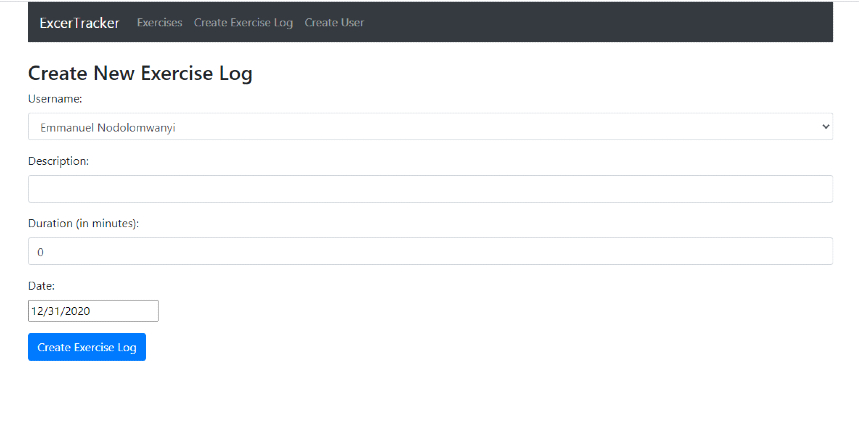 ExcerTracker Exercises Create Exercise Log Create User
Create New Exercise Log
Username:
Emmanuel Nodolomwanyi
Description:
Duration (in minutes):
0
Date:
12/31/2020
Create Exercise Log